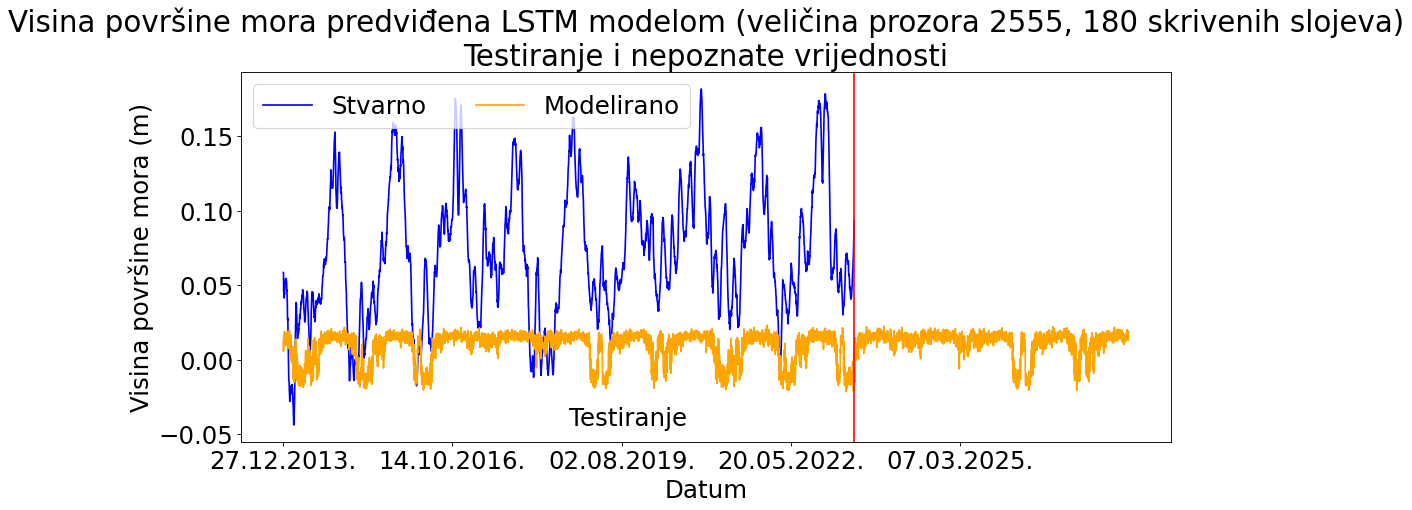 Visina površine mora predviđena LSTM modelom (veličina prozora 2555, 180 skrivenih slojeva)
Testiranje i nepoznate vrijednosti
Stvarno Modelirano
Visina površine mora (m)
0.15
0.10
0.05
0.00
−0.05
Testiranje
27.12.2013. 14.10.2016. 02.08.2019. 20.05.2022. 07.03.2025.
Datum